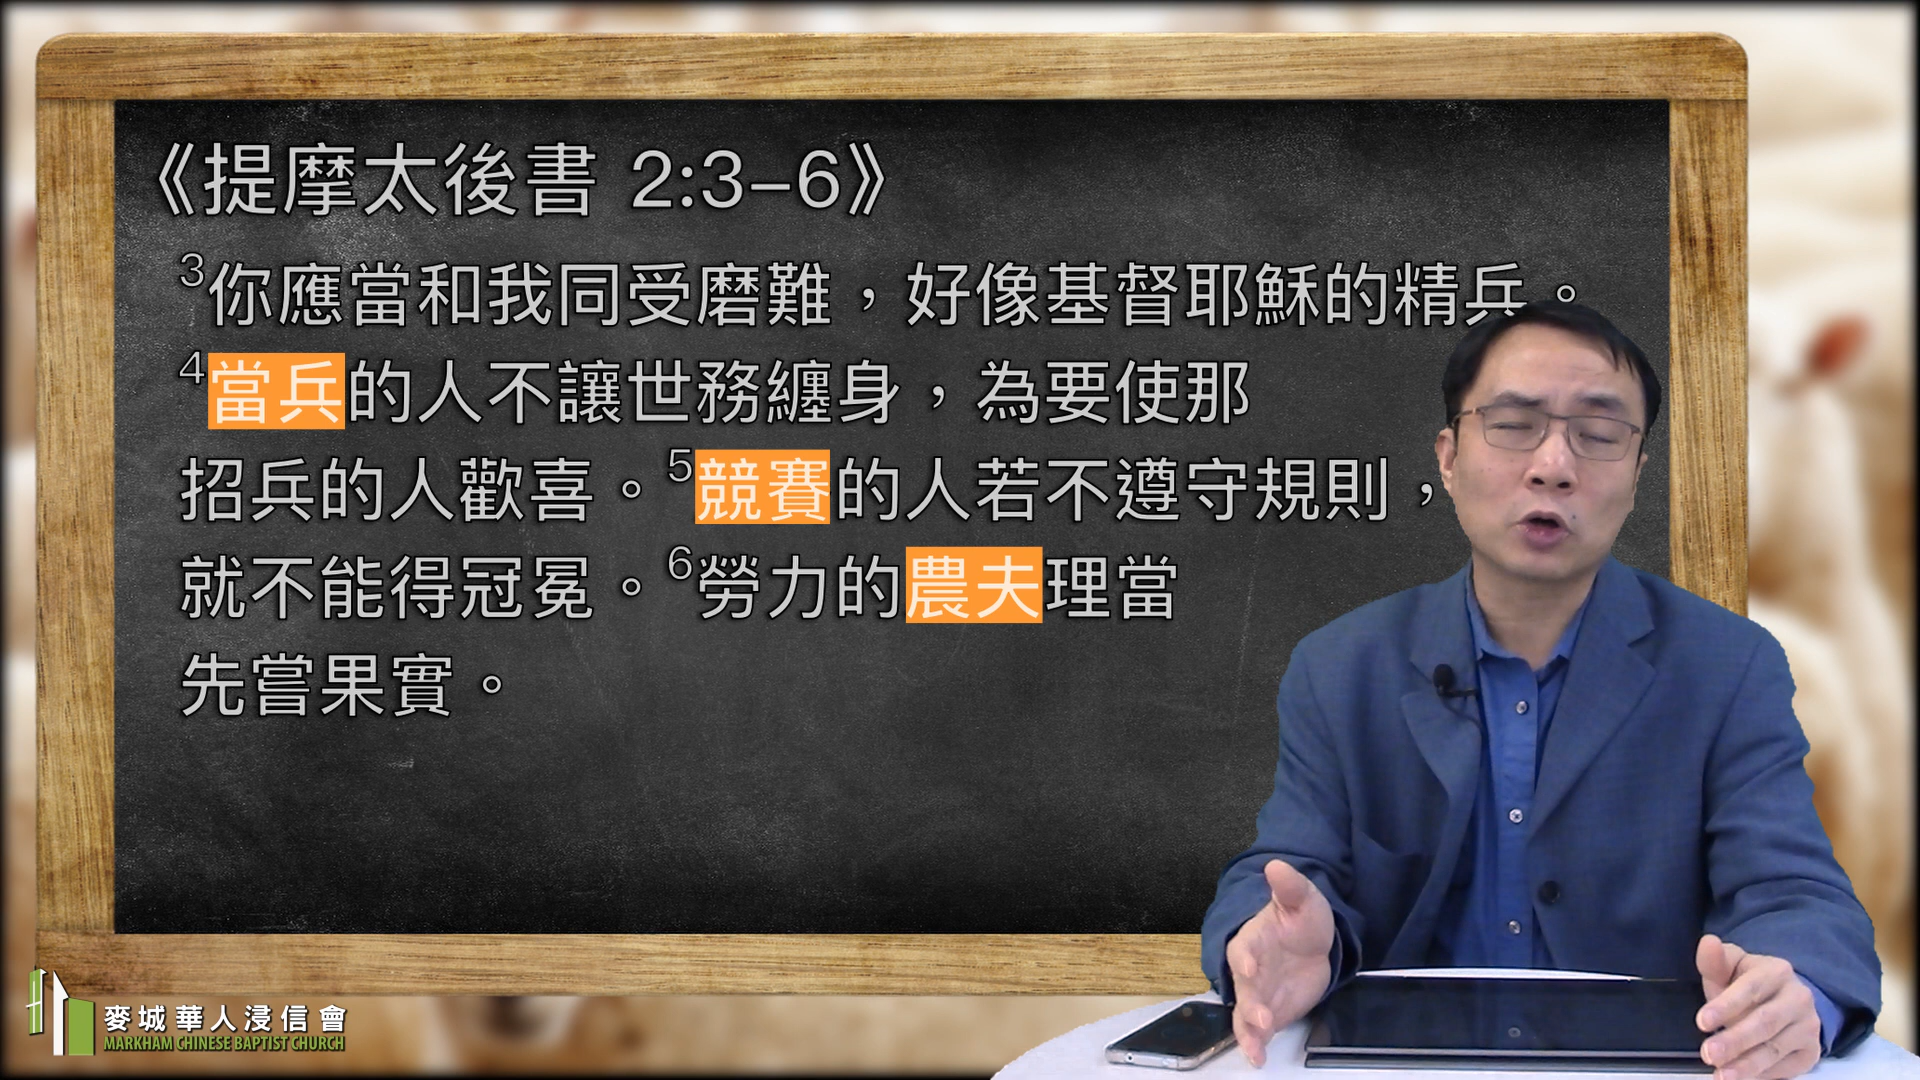 《提摩太後書 2:3–6》
3你應當和我同受磨難，好像基督耶穌的精兵。
4當兵的人不讓世務纏身，為要使那
招兵的人歡喜。5競賽的人若不遵守規則，
就不能得冠冕。6勞力的農夫理當
先嘗果實。
麥城華人浸信會
MARKHAM CHINESE BAPTIST CHURCH